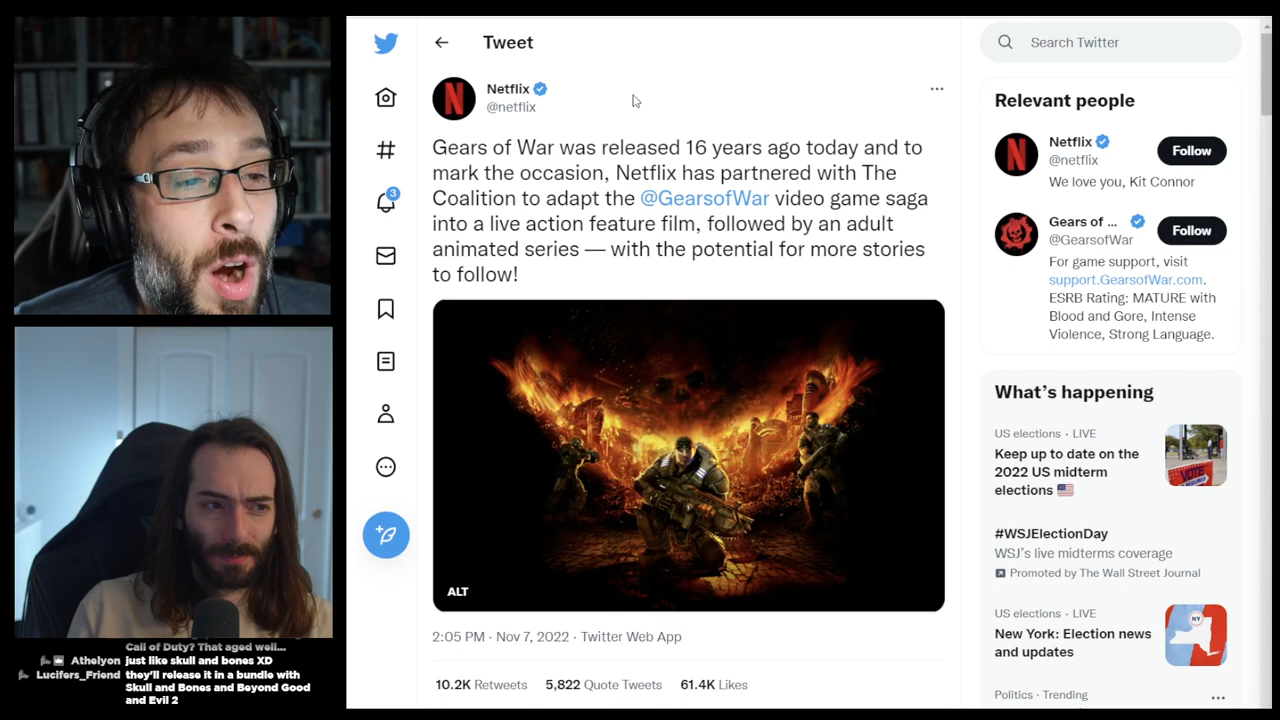 Tweet
Netflix
@netflix
Gears of War was released 16 years ago today and to
mark the occasion, Netflix has partnered with The
Coalition to adapt the @GearsofWar video game saga
into a live action feature film, followed by an adult
animated series — with the potential for more stories
to follow!
ALT
2:05 PM · Nov 7, 2022 · Twitter Web App
10.2K Retweets 5,822 Quote Tweets 61.4K Likes
3
Search Twitter
Relevant people
Netflix
@netflix
Follow
We love you, Kit Connor
Gears of ...
@GearsofWar
Follow
For game support, visit
support.GearsofWar.com.
ESRB Rating: MATURE with
Blood and Gore, Intense
Violence, Strong Language.
What's happening
US elections · LIVE
Keep up to date on the
2022 US midterm
elections 🇺🇸
VOTE
#WSJElectionDay
WSJ's live midterms coverage
Promoted by The Wall Street Journal
US elections · LIVE
New York: Election news
and updates
NY
Politics · Trending
Call of Duty? That aged well...
Athelyon just like skull and bones XD
Lucifers_Friend they'll release it in a bundle with
Skull and Bones and Beyond Good
and Evil 2